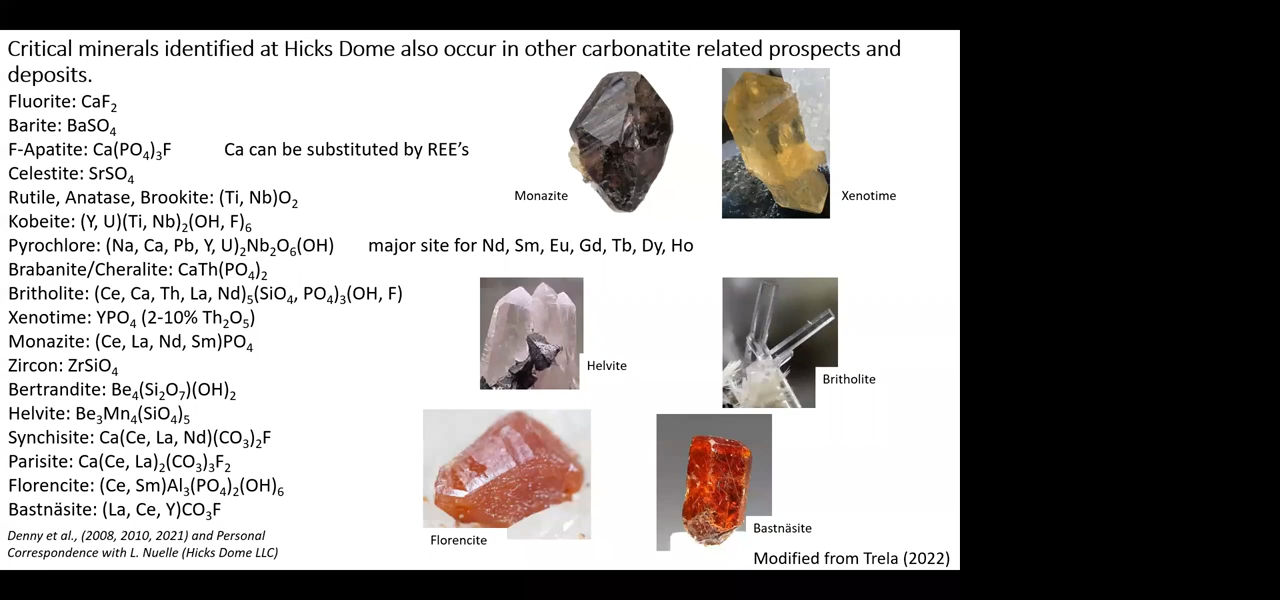 Critical minerals identified at Hicks Dome also occur in other carbonatite related prospects and
deposits.
Fluorite: CaF₂
Barite: BaSO₄
F-Apatite: Ca(PO₄)₃F Ca can be substituted by REE’s
Celestite: SrSO₄
Rutile, Anatase, Brookite: (Ti, Nb)O₂
Kobeite: (Y, U)(Ti, Nb)₂(OH, F)₆
Pyrochlore: (Na, Ca, Pb, Y, U)₂Nb₂O₆(OH) major site for Nd, Sm, Eu, Gd, Tb, Dy, Ho
Brabanite/Cheralite: CaTh(PO₄)₂
Britholite: (Ce, Ca, Th, La, Nd)₅(SiO₄, PO₄)₃(OH, F)
Xenotime: YPO₄ (2-10% Th₂O₅)
Monazite: (Ce, La, Nd, Sm)PO₄
Zircon: ZrSiO₄
Bertrandite: Be₄(Si₂O₇)(OH)₂
Helvite: Be₃Mn₄(SiO₄)₅
Synchisite: Ca(Ce, La, Nd)(CO₃)₂F
Parisite: Ca(Ce, La)₂(CO₃)₃F₂
Florencite: (Ce, Sm)Al₃(PO₄)₂(OH)₆
Bastnäsite: (La, Ce, Y)CO₃F
Denny et al., (2008, 2010, 2021) and Personal
Correspondence with L. Nuelle (Hicks Dome LLC)
Monazite
Xenotime
Helvite
Britholite
Florencite
Bastnäsite
Modified from Trela (2022)